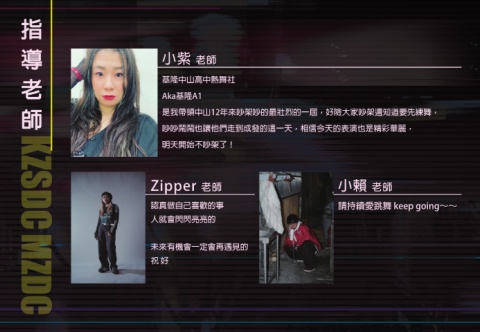 指導老師
KZSDC MZDC
小紫 老師
基隆中山高中熱舞社
Aka基隆A1
是我帶頭中山12年來吵架吵的最壯烈的一屆，好險大家吵架還知道要先練舞，
吵吵鬧鬧也讓他們走到成發的這一天，相信今天的表演也是精彩華麗，
明天開始不吵架了！
Zipper 老師
認真做自己喜歡的事
人就會閃閃亮亮的
未來有機會一定會再遇見的
祝 好
小賴 老師
請持續愛跳舞 keep going～～